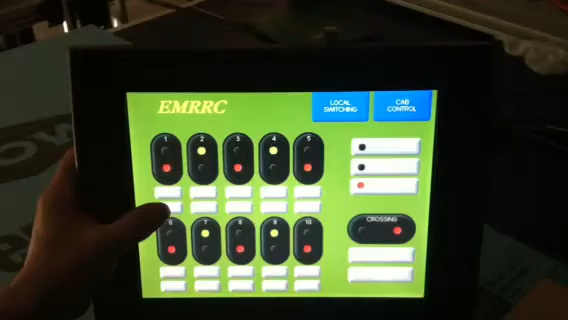 EMRRC
LOCAL SWITCHING
CAB CONTROL
1 2 3 4 5
6 7 8 9 10
CROSSING